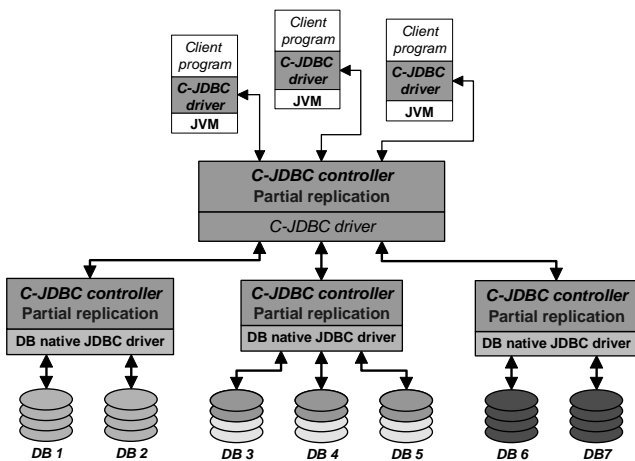 Client
program
C-JDBC
driver
JVM
Client
program
C-JDBC
driver
JVM
Client
program
C-JDBC
driver
JVM
C-JDBC controller
Partial replication
C-JDBC driver
C-JDBC controller
Partial replication
DB native JDBC driver
C-JDBC controller
Partial replication
DB native JDBC driver
C-JDBC controller
Partial replication
DB native JDBC driver
DB 1
DB 2
DB 3
DB 4
DB 5
DB 6
DB7